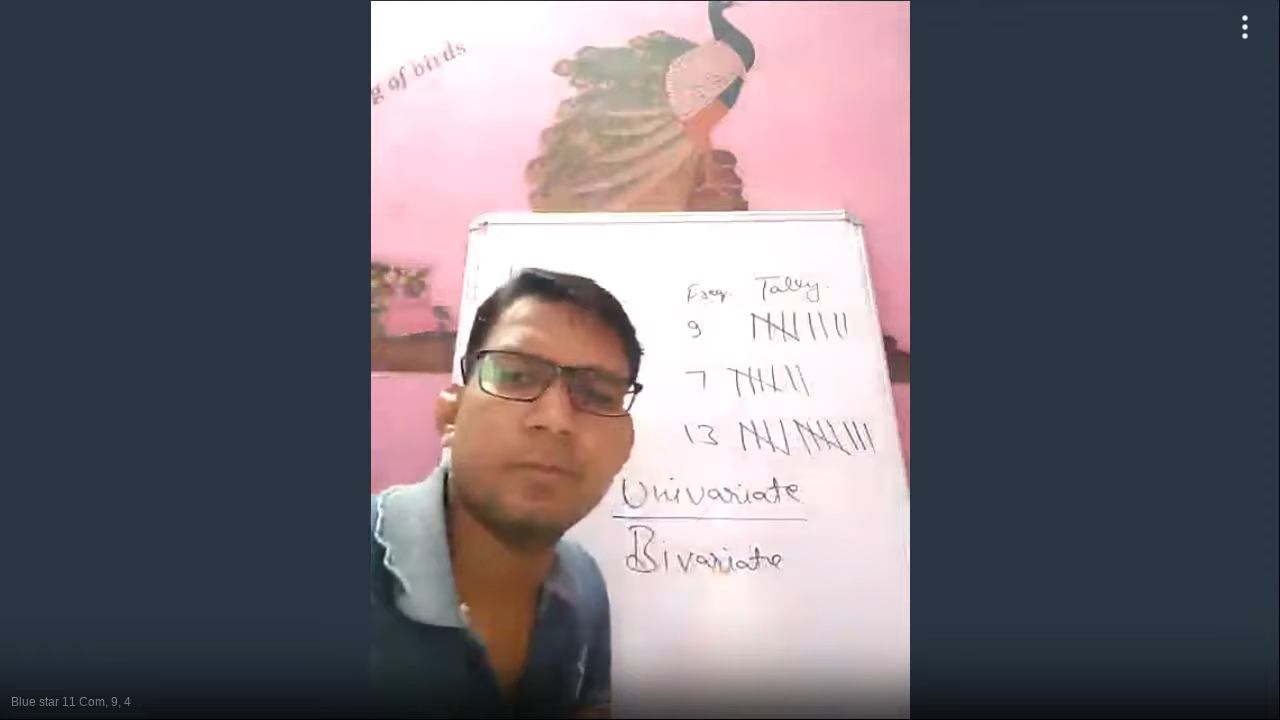 g of birds
Freq. Tally.
9
7
13
Univariate
Bivariate
Blue star 11 Com, 9, 4